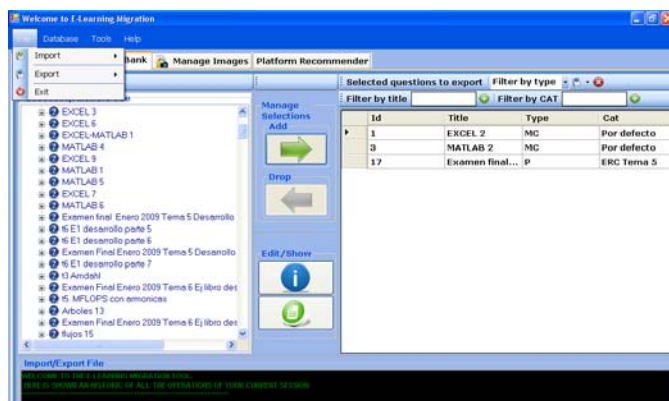 Welcome to E-Learning Migration
Database Tools Help
Import
Export
Exit
Bank Manage Images Platform Recommender
Selected questions to export Filter by type
Filter by title Filter by CAT
Manage Selections
Add
Drop
Edit/Show
EXCEL 3
EXCEL 6
EXCEL-MATLAB 1
MATLAB 4
EXCEL 9
MATLAB 1
MATLAB 5
EXCEL 7
MATLAB 6
Examen final Enero 2009 Tema 5 Desarrollo
t6 E1 desarrollo parte 5
t6 E1 desarrollo parte 6
Examen Final Enero 2009 Tema 5 Desarrollo
t6 E1 desarrollo parte 7
t3 Amdahl
Examen Final Enero 2009 Tema 6 Ej libro des
t5. MFLOPS con armonicas
Arboles 13
Examen Final Enero 2009 Tema 6 Ej libro des
flujos 15
Id Title Type Cat
1 EXCEL 2 MC Por defecto
3 MATLAB 2 MC Por defecto
17 Examen final... P ERC Tema 5
Import/Export File
WELCOME TO THE E-LEARNING MIGRATION TOOL.
HERE IS SHOWN AN HISTORIC OF ALL THE OPERATIONS OF YOUR CURRENT SESSION